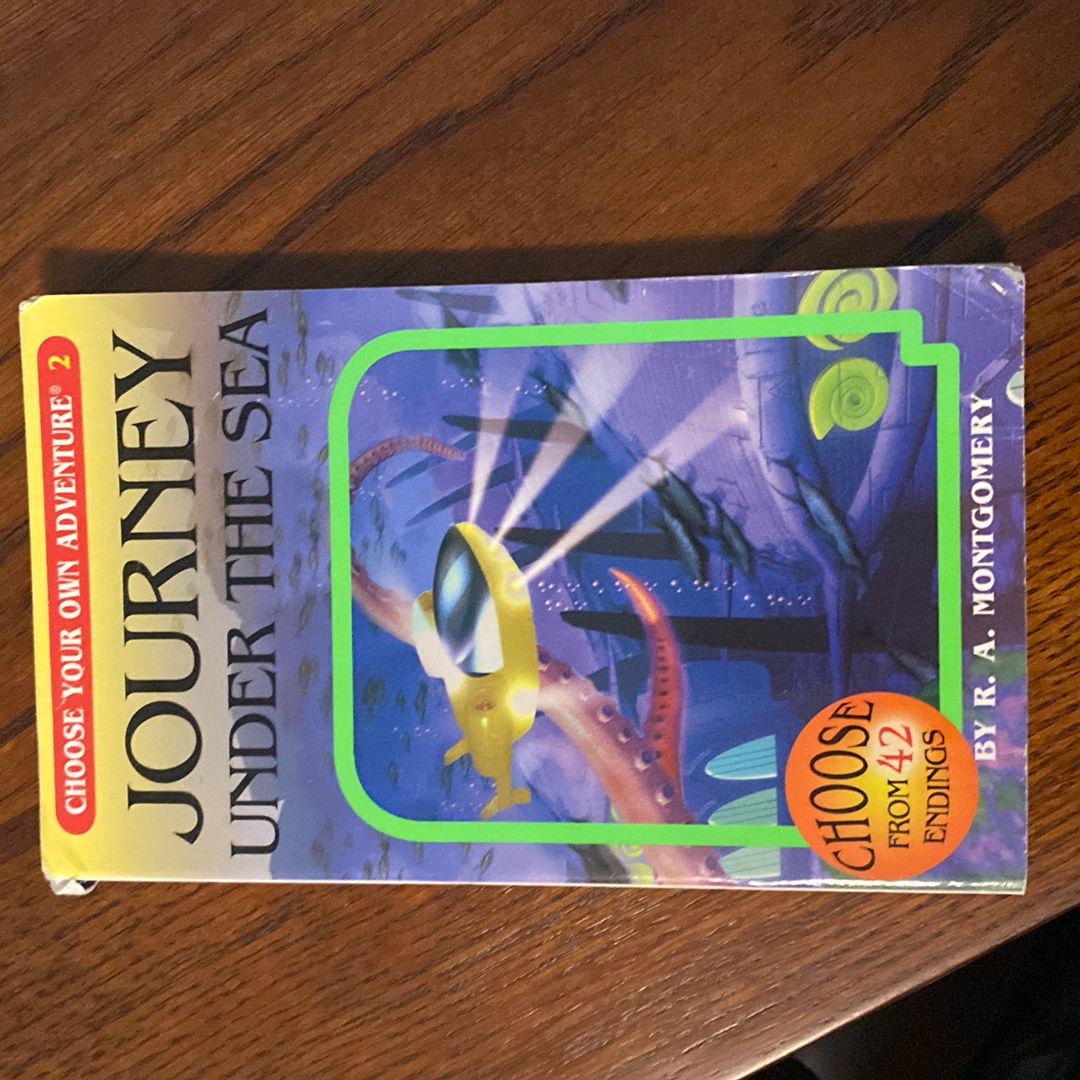 CHOOSE YOUR OWN ADVENTURE® 2
JOURNEY
UNDER THE SEA
CHOOSE
FROM 42
ENDINGS
BY R. A. MONTGOMERY